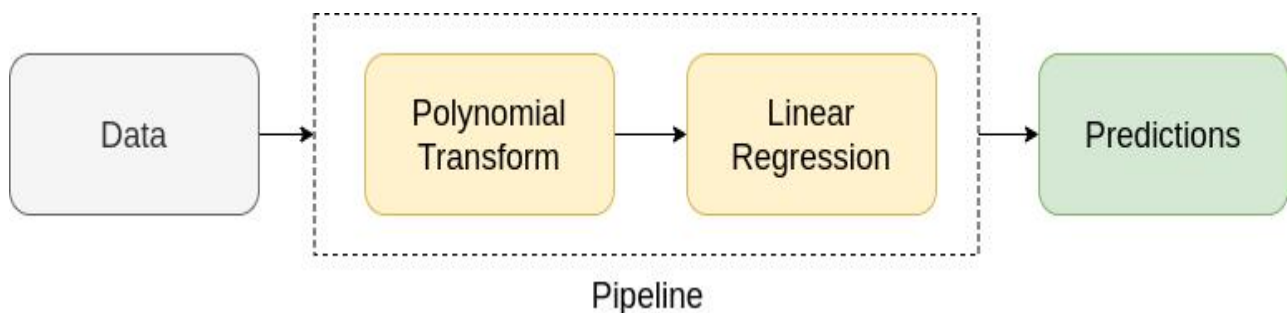 Data
Polynomial
Transform
Linear
Regression
Predictions
Pipeline